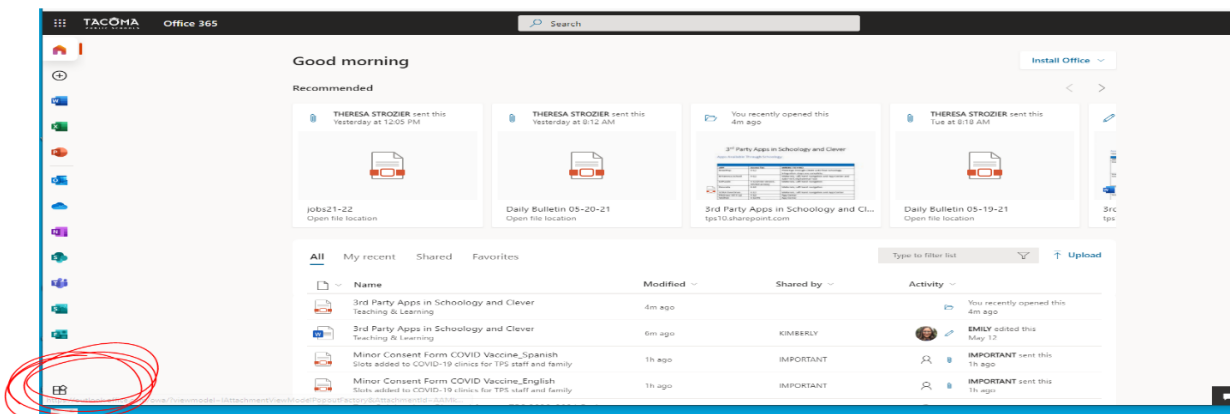 TACOMA Office 365 Search
PUBLIC SCHOOLS
Good morning
Install Office
Recommended
THERESA STROZIER sent this
Yesterday at 12:05 PM
jobs21-22
Open file location
THERESA STROZIER sent this
Yesterday at 8:12 AM
Daily Bulletin 05-20-21
Open file location
You recently opened this
4m ago
3rd Party Apps in Schoology and Clever
3rd Party Apps in Schoology and Cl...
tps10.sharepoint.com
THERESA STROZIER sent this
Tue at 8:18 AM
Daily Bulletin 05-19-21
Open file location
3rc
tps
All My recent Shared Favorites
Type to filter list
Upload
Name Modified Shared by Activity
3rd Party Apps in Schoology and Clever
Teaching & Learning
4m ago
You recently opened this
4m ago
3rd Party Apps in Schoology and Clever
Teaching & Learning
6m ago
KIMBERLY
EMILY edited this
May 12
Minor Consent Form COVID Vaccine_Spanish
Slots added to COVID-19 clinics for TPS staff and family
1h ago
IMPORTANT
IMPORTANT sent this
1h ago
Minor Consent Form COVID Vaccine_English
Slots added to COVID-19 clinics for TPS staff and family
1h ago
IMPORTANT
IMPORTANT sent this
1h ago